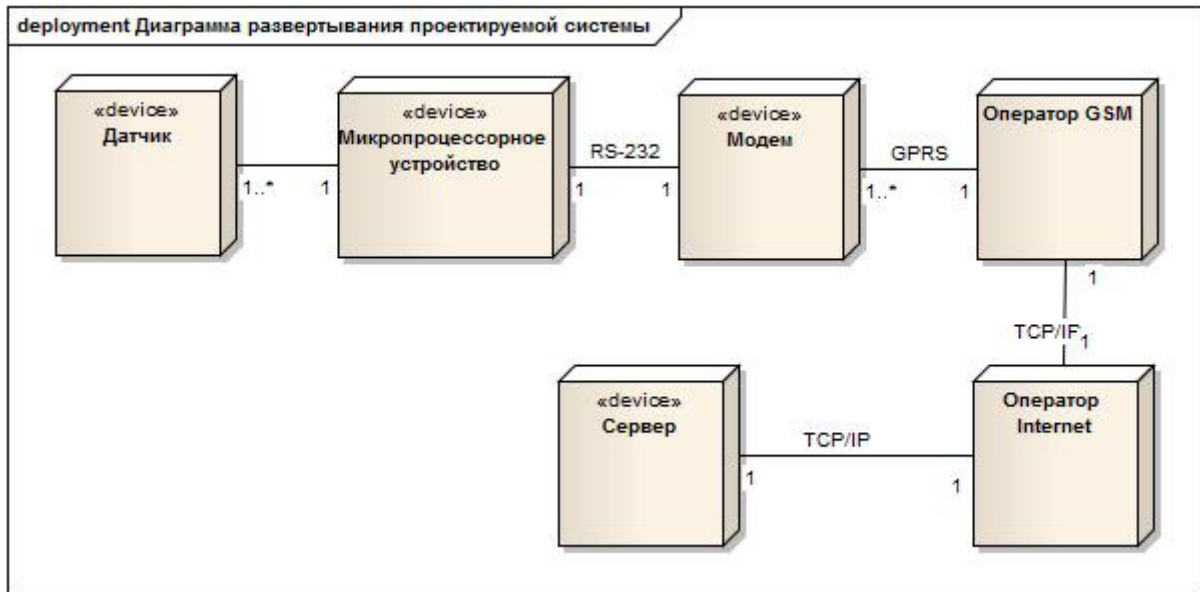 deployment Диаграмма развертывания проектируемой системы
«device»
Датчик
1..*
1
«device»
Микропроцессорное
устройство
RS-232
1
1
«device»
Модем
GPRS
1..*
1
Оператор GSM
1
TCP/IP
1
«device»
Сервер
TCP/IP
1
1
Оператор
Internet